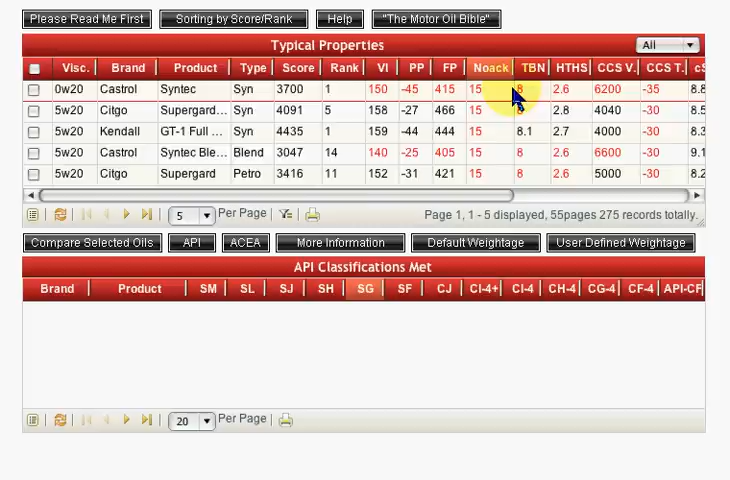 Please Read Me First Sorting by Score/Rank Help "The Motor Oil Bible"
Typical Properties All
Visc. Brand Product Type Score Rank VI PP FP Noack TBN HTHS CCS V. CCS T. cS
0w20 Castrol Syntec Syn 3700 1 150 -45 415 15 8 2.6 6200 -35 8.8
5w20 Citgo Supergard... Syn 4091 5 158 -27 466 15 8 2.8 4040 -30 8.5
5w20 Kendall GT-1 Full ... Syn 4435 1 159 -44 444 15 8.1 2.7 4000 -30 8.3
5w20 Castrol Syntec Ble... Blend 3047 14 140 -25 405 15 8 2.6 6600 -30 9.1
5w20 Citgo Supergard Petro 3416 11 152 -31 421 15 8 2.6 5000 -30 8.2
5 Per Page Page 1, 1 - 5 displayed, 55pages 275 records totally.
Compare Selected Oils API ACEA More Information Default Weightage User Defined Weightage
API Classifications Met
Brand Product SM SL SJ SH SG SF CJ CI-4+ CI-4 CH-4 CG-4 CF-4 API-CF
20 Per Page